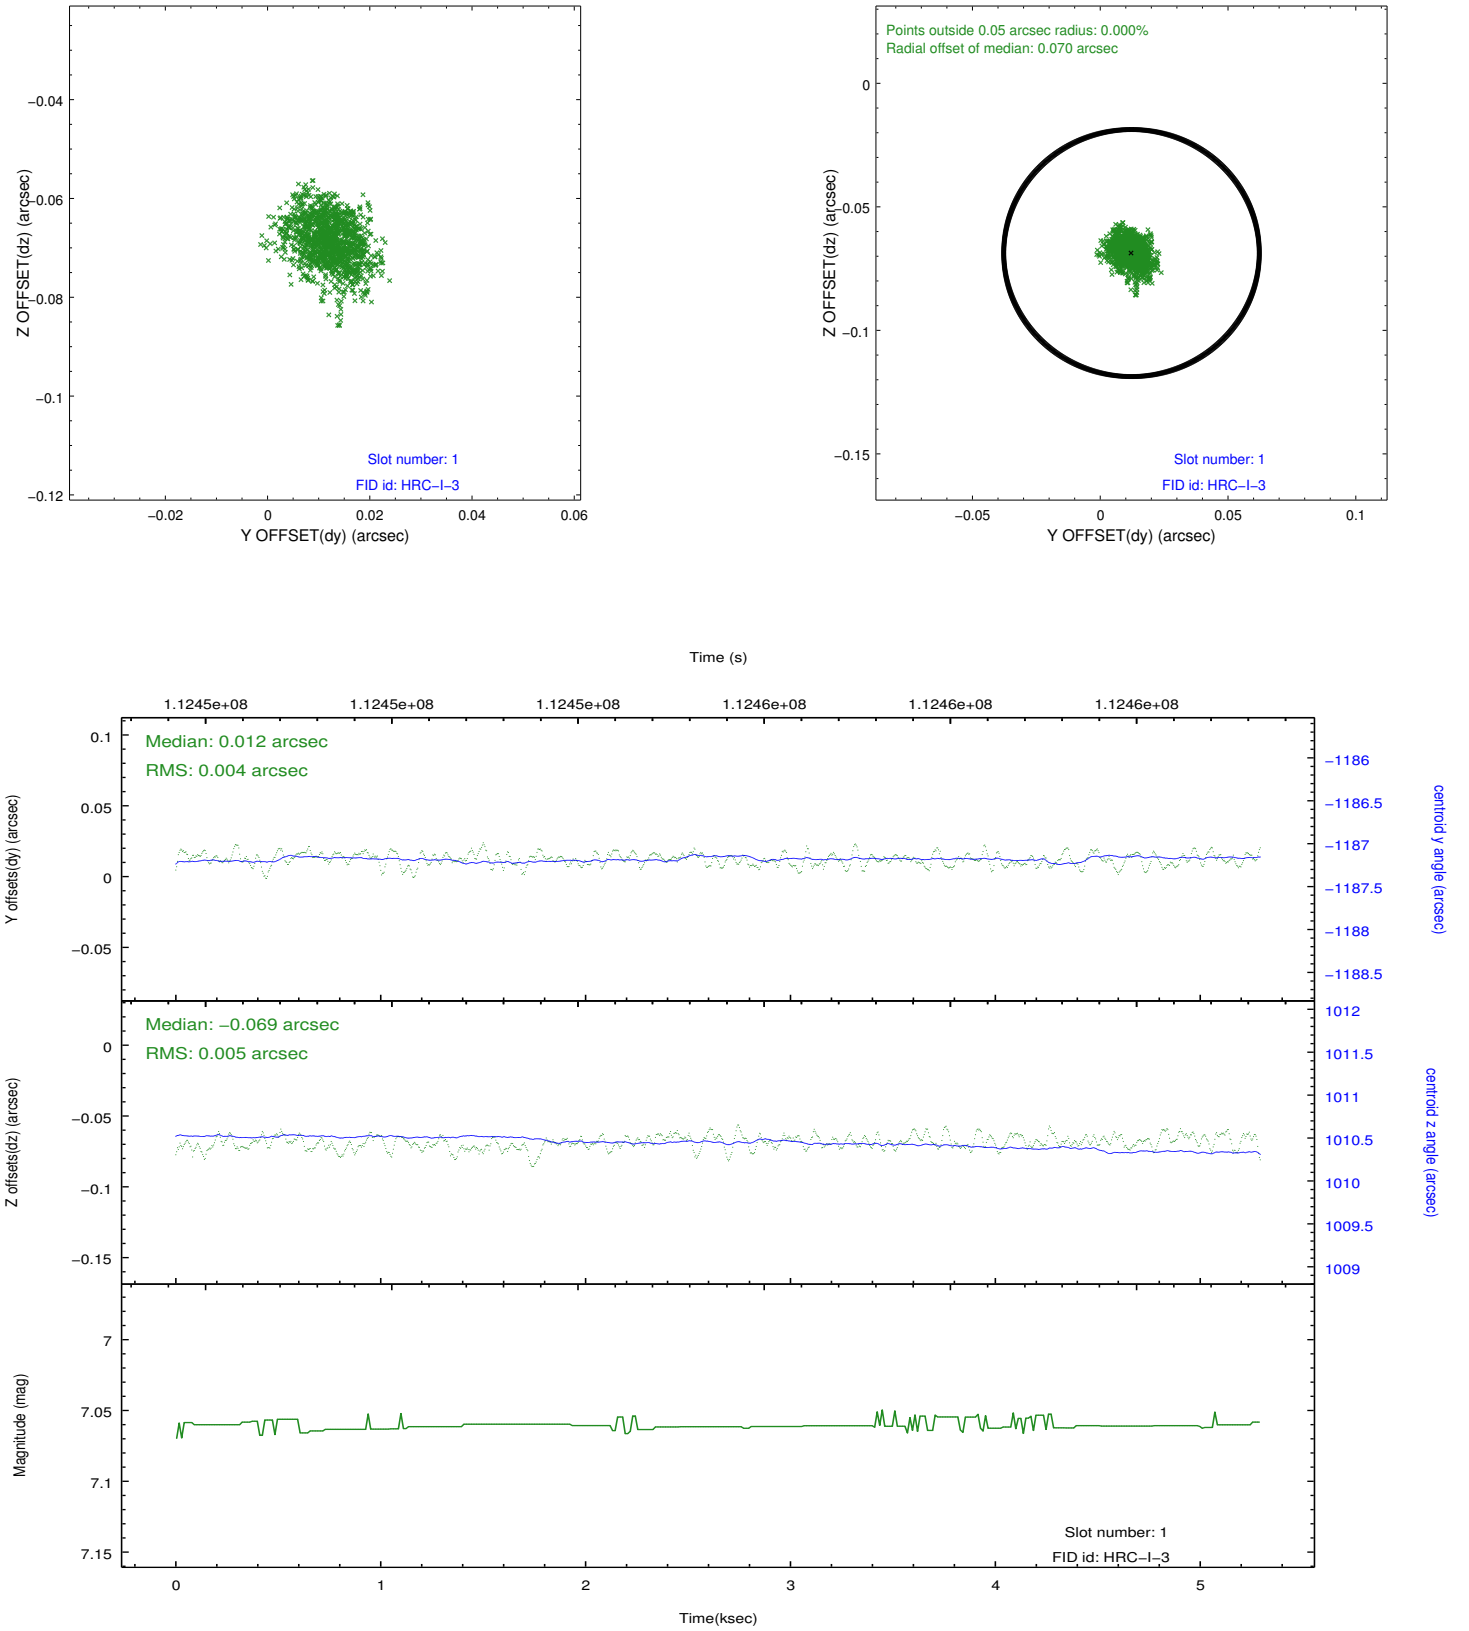 −0.04
−0.06
−0.08
−0.1
−0.12
Z OFFSET(dz) (arcsec)
Slot number: 1
FID id: HRC−I−3
−0.02 0 0.02 0.04 0.06
Y OFFSET(dy) (arcsec)
Points outside 0.05 arcsec radius: 0.000%
Radial offset of median: 0.070 arcsec
0
−0.05
−0.1
−0.15
Z OFFSET(dz) (arcsec)
Slot number: 1
FID id: HRC−I−3
−0.05 0 0.05 0.1
Y OFFSET(dy) (arcsec)
Time (s)
1.1245e+08 1.1245e+08 1.1245e+08 1.1246e+08 1.1246e+08 1.1246e+08
Median: 0.012 arcsec
RMS: 0.004 arcsec
0.1
0.05
0
−0.05
Y offsets(dy) (arcsec)
−1186
−1186.5
−1187
−1187.5
−1188
−1188.5
centroid y angle (arcsec)
Median: −0.069 arcsec
RMS: 0.005 arcsec
0
−0.05
−0.1
−0.15
Z offsets(dz) (arcsec)
1012
1011.5
1011
1010.5
1010
1009.5
1009
centroid z angle (arcsec)
7
7.05
7.1
7.15
Magnitude (mag)
Slot number: 1
FID id: HRC−I−3
0 1 2 3 4 5
Time(ksec)